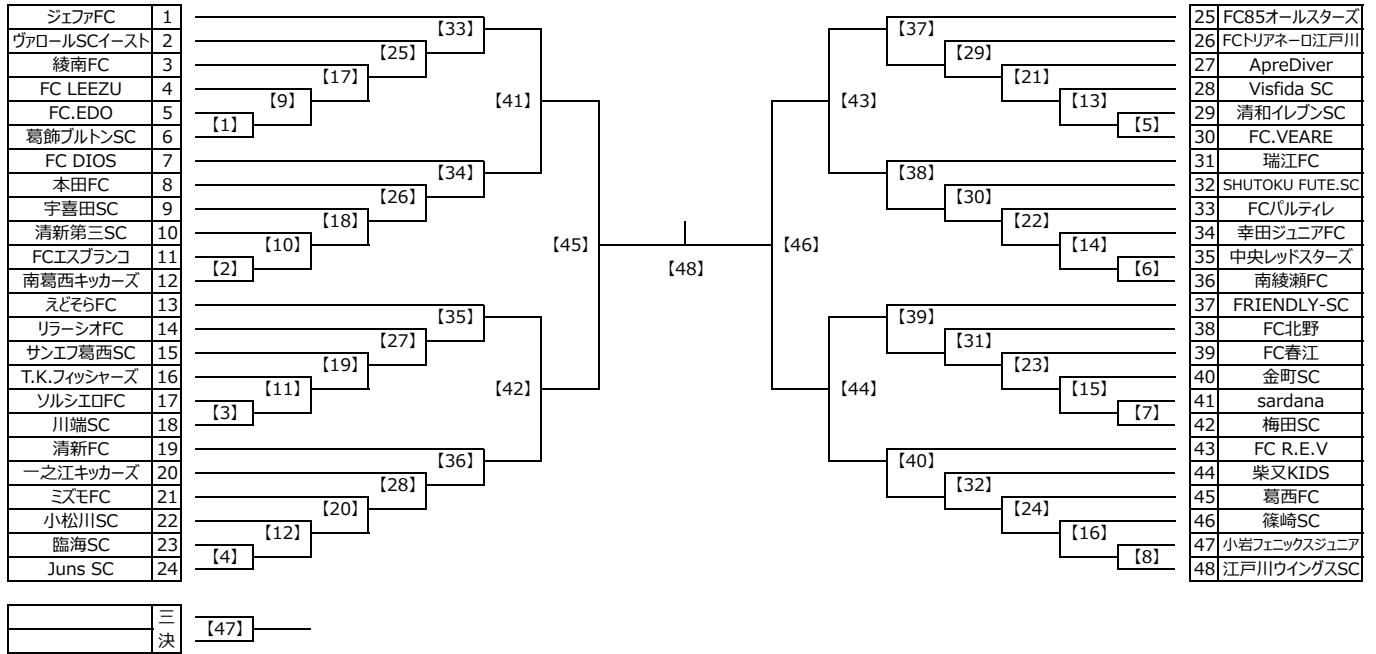 ジェファFC 1
ヴァロールSCイースト 2
綾南FC 3
FC LEEZU 4
FC.EDO 5
葛飾ブルトンSC 6
FC DIOS 7
本田FC 8
宇喜田SC 9
清新第三SC 10
FCエスブランコ 11
南葛西キッカーズ 12
えどそらFC 13
リラーシオFC 14
サンエフ葛西SC 15
T.K.フィッシャーズ 16
ソルシエロFC 17
川端SC 18
清新FC 19
一之江キッカーズ 20
ミズモFC 21
小松川SC 22
臨海SC 23
Juns SC 24
【33】
【25】
【17】
【9】
【1】
【41】
【34】
【26】
【18】
【10】
【2】
【45】
【35】
【27】
【19】
【11】
【3】
【42】
【36】
【28】
【20】
【12】
【4】
【48】
【37】
【29】
【21】
【13】
【5】
【43】
【38】
【30】
【22】
【14】
【6】
【46】
【39】
【31】
【23】
【15】
【7】
【44】
【40】
【32】
【24】
【16】
【8】
25 FC85オールスターズ
26 FCトリアネーロ江戸川
27 ApreDiver
28 Visfida SC
29 清和イレブンSC
30 FC.VEARE
31 瑞江FC
32 SHUTOKU FUTE.SC
33 FCパルティレ
34 幸田ジュニアFC
35 中央レッドスターズ
36 南綾瀬FC
37 FRIENDLY-SC
38 FC北野
39 FC春江
40 金町SC
41 sardana
42 梅田SC
43 FC R.E.V
44 柴又KIDS
45 葛西FC
46 篠崎SC
47 小岩フェニックスジュニア
48 江戸川ウイングスSC
三決
【47】